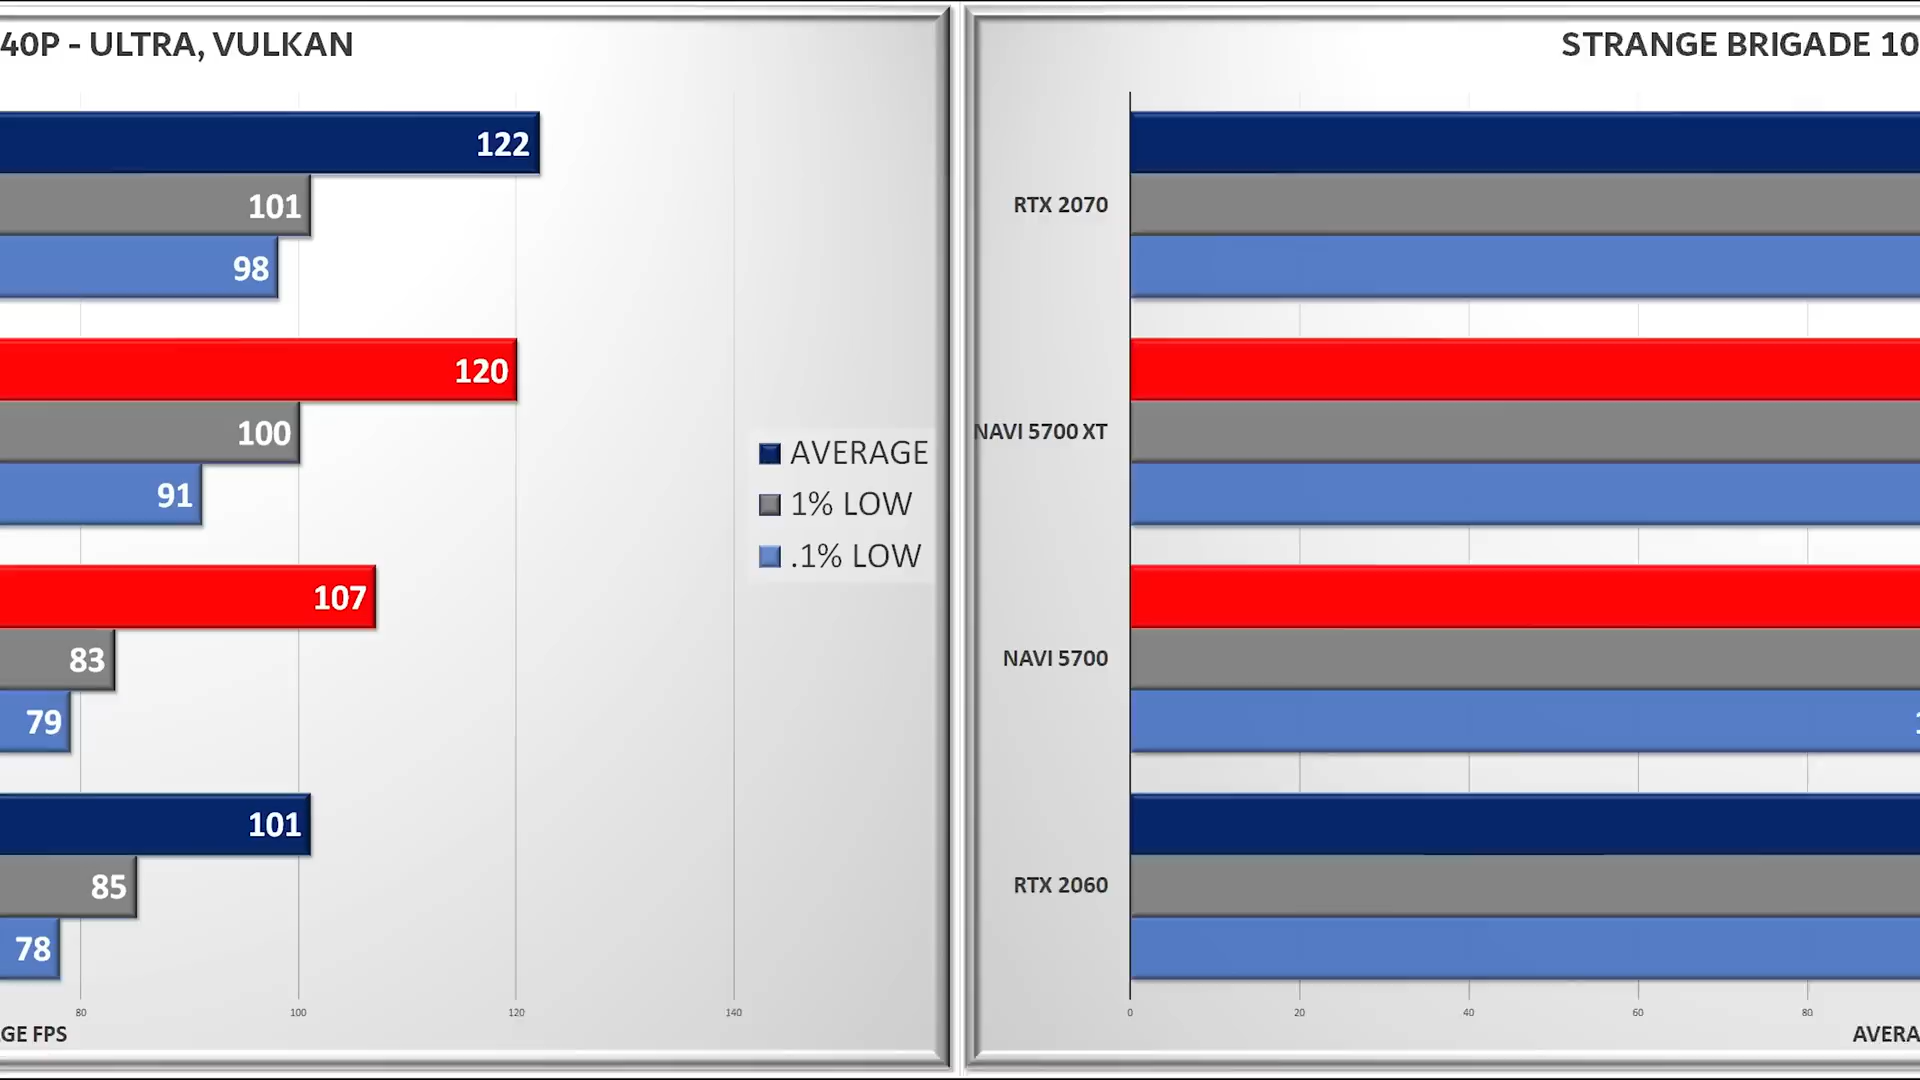 40P - ULTRA, VULKAN
122
101
98
120
100
91
107
83
79
101
85
78
AVERAGE
1% LOW
.1% LOW
80 100 120 140
GE FPS
STRANGE BRIGADE 10
RTX 2070
NAVI 5700 XT
NAVI 5700
RTX 2060
0 20 40 60 80
AVERA